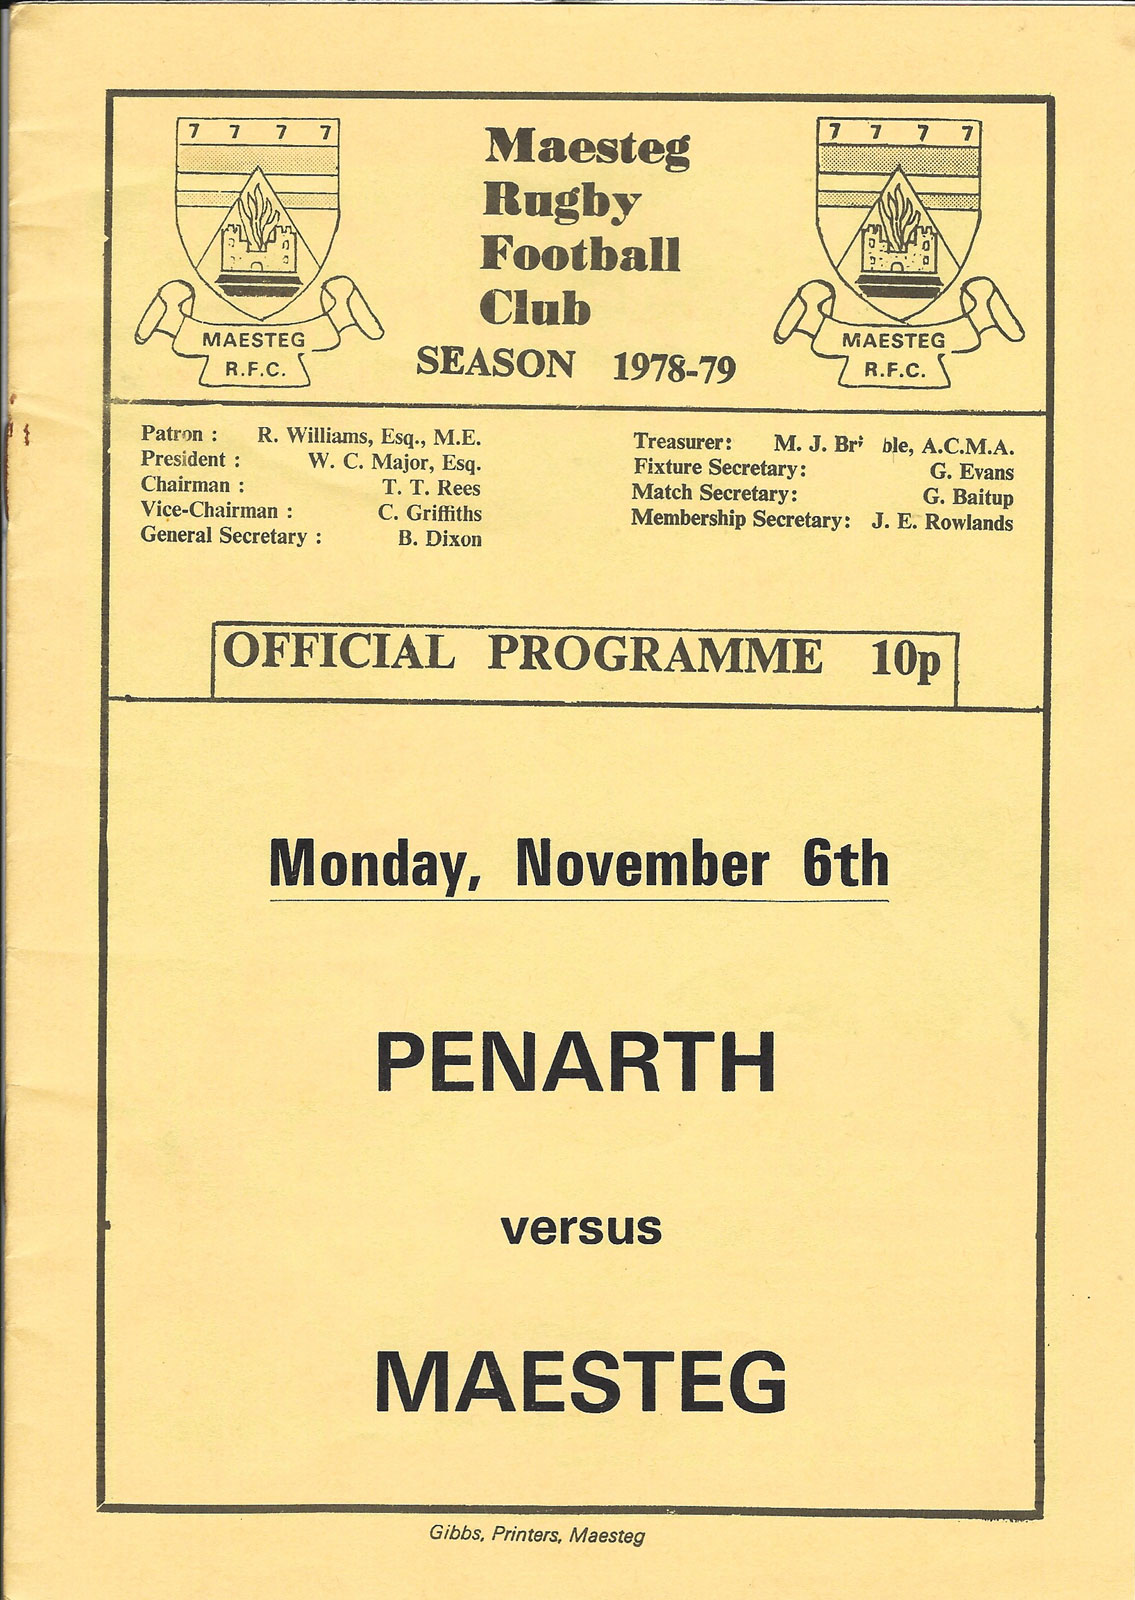 7 7 7 7
MAESTEG
R.F.C.
Maesteg
Rugby
Football
Club
SEASON 1978-79
7 7 7 7
MAESTEG
R.F.C.
Patron : R. Williams, Esq., M.E.
President : W. C. Major, Esq.
Chairman : T. T. Rees
Vice-Chairman : C. Griffiths
General Secretary : B. Dixon
Treasurer: M. J. A.C.M.A.
Fixture Secretary: G. Evans
Match Secretary: G. Baitup
Membership Secretary: J. E. Rowlands
OFFICIAL PROGRAMME 10p
Monday, November 6th
PENARTH
versus
MAESTEG
Gibbs, Printers, Maesteg